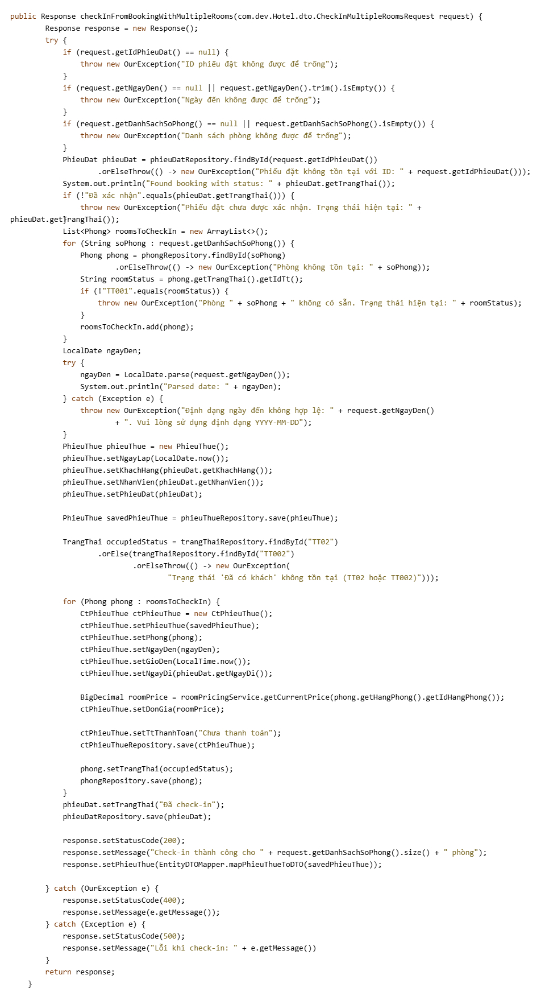 public Response checkInFromBookingWithMultipleRooms(com.dev.Hotel.dto.CheckInMultipleRoomsRequest request) {
        Response response = new Response();
        try {
            if (request.getIdPhieuDat() == null) {
                throw new OurException("ID phiếu đặt không được để trống");
            }
            if (request.getNgayDen() == null || request.getNgayDen().trim().isEmpty()) {
                throw new OurException("Ngày đến không được để trống");
            }
            if (request.getDanhSachSoPhong() == null || request.getDanhSachSoPhong().isEmpty()) {
                throw new OurException("Danh sách phòng không được để trống");
            }
            PhieuDat phieuDat = phieuDatRepository.findById(request.getIdPhieuDat())
                    .orElseThrow(() -> new OurException("Phiếu đặt không tồn tại với ID: " + request.getIdPhieuDat()));
            System.out.println("Found booking with status: " + phieuDat.getTrangThai());
            if (!"Đã xác nhận".equals(phieuDat.getTrangThai())) {
                throw new OurException("Phiếu đặt chưa được xác nhận. Trạng thái hiện tại: " +
phieuDat.getTrangThai());
            }
            List<Phong> roomsToCheckIn = new ArrayList<>();
            for (String soPhong : request.getDanhSachSoPhong()) {
                Phong phong = phongRepository.findById(soPhong)
                        .orElseThrow(() -> new OurException("Phòng không tồn tại: " + soPhong));
                String roomStatus = phong.getTrangThai().getIdTt();
                if (!"TT001".equals(roomStatus)) {
                    throw new OurException("Phòng " + soPhong + " không có sẵn. Trạng thái hiện tại: " + roomStatus);
                }
                roomsToCheckIn.add(phong);
            }
            LocalDate ngayDen;
            try {
                ngayDen = LocalDate.parse(request.getNgayDen());
                System.out.println("Parsed date: " + ngayDen);
            } catch (Exception e) {
                throw new OurException("Định dạng ngày đến không hợp lệ: " + request.getNgayDen()
                        + ". Vui lòng sử dụng định dạng YYYY-MM-DD");
            }
            PhieuThue phieuThue = new PhieuThue();
            phieuThue.setNgayLap(LocalDate.now());
            phieuThue.setKhachHang(phieuDat.getKhachHang());
            phieuThue.setNhanVien(phieuDat.getNhanVien());
            phieuThue.setPhieuDat(phieuDat);

            PhieuThue savedPhieuThue = phieuThueRepository.save(phieuThue);

            TrangThai occupiedStatus = trangThaiRepository.findById("TT02")
                    .orElse(trangThaiRepository.findById("TT002")
                            .orElseThrow(() -> new OurException(
                                    "Trạng thái 'Đã có khách' không tồn tại (TT02 hoặc TT002)")));

            for (Phong phong : roomsToCheckIn) {
                CtPhieuThue ctPhieuThue = new CtPhieuThue();
                ctPhieuThue.setPhieuThue(savedPhieuThue);
                ctPhieuThue.setPhong(phong);
                ctPhieuThue.setNgayDen(ngayDen);
                ctPhieuThue.setGioDen(LocalTime.now());
                ctPhieuThue.setNgayDi(phieuDat.getNgayDi());

                BigDecimal roomPrice = roomPricingService.getCurrentPrice(phong.getHangPhong().getIdHangPhong());
                ctPhieuThue.setDonGia(roomPrice);

                ctPhieuThue.setTtThanhToan("Chưa thanh toán");
                ctPhieuThueRepository.save(ctPhieuThue);

                phong.setTrangThai(occupiedStatus);
                phongRepository.save(phong);
            }
            phieuDat.setTrangThai("Đã check-in");
            phieuDatRepository.save(phieuDat);

            response.setStatusCode(200);
            response.setMessage("Check-in thành công cho " + request.getDanhSachSoPhong().size() + " phòng");
            response.setPhieuThue(EntityDTOMapper.mapPhieuThueToDTO(savedPhieuThue));

        } catch (OurException e) {
            response.setStatusCode(400);
            response.setMessage(e.getMessage());
        } catch (Exception e) {
            response.setStatusCode(500);
            response.setMessage("Lỗi khi check-in: " + e.getMessage())
        }
        return response;
    }